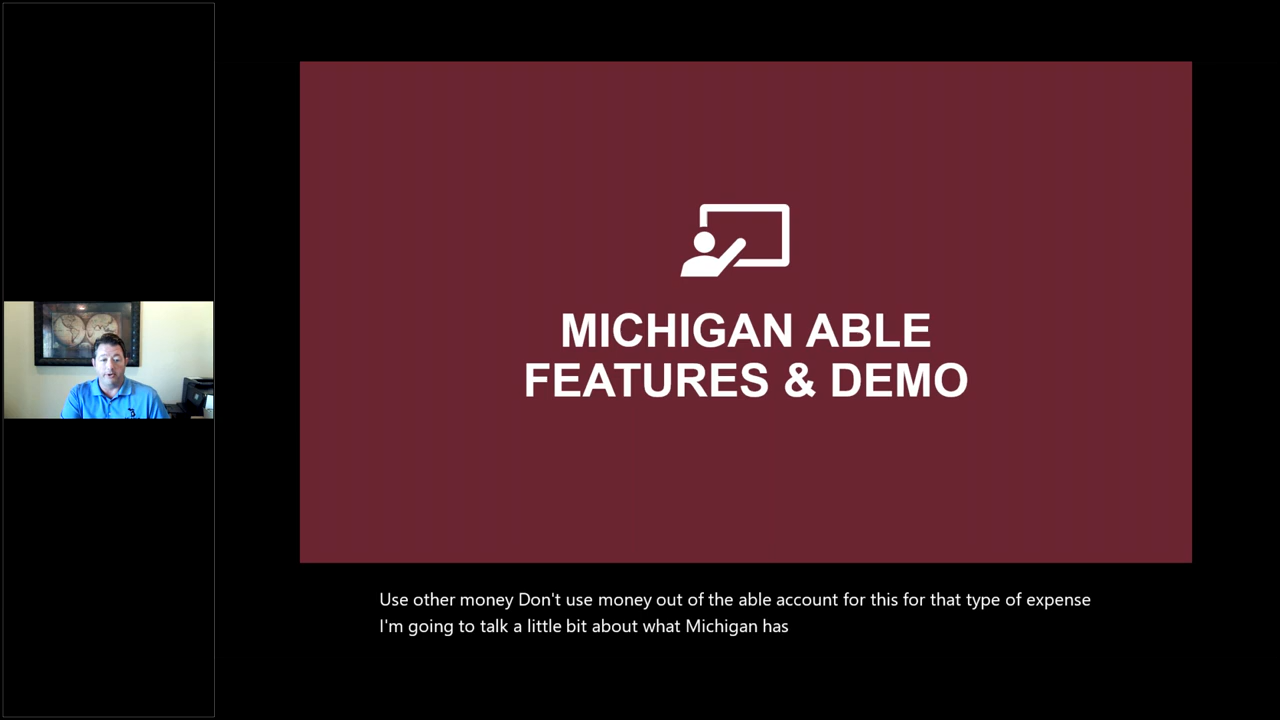 MICHIGAN ABLE
FEATURES & DEMO
Use other money Don't use money out of the able account for this for that type of expense
I'm going to talk a little bit about what Michigan has